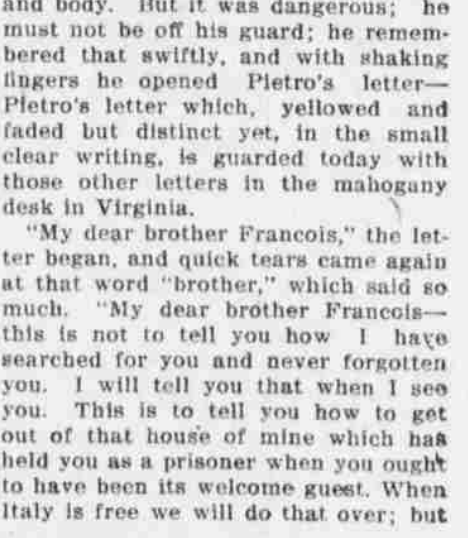 and body. But it was dangerous; he
must not be off his guard; he remem-
bered that swiftly, and with shaking
fingers he opened Pietro's letter—
Pietro's letter which, yellowed and
faded but distinct yet, in the small
clear writing, is guarded today with
those other letters in the mahogany
desk in Virginia.
"My dear brother Francois," the let-
ter began, and quick tears came again
at that word "brother," which said so
much. "My dear brother Francois—
this is not to tell you how I have
searched for you and never forgotten
you. I will tell you that when I see
you. This is to tell you how to get
out of that house of mine which has
held you as a prisoner when you ought
to have been its welcome guest. When
Italy is free we will do that over; but